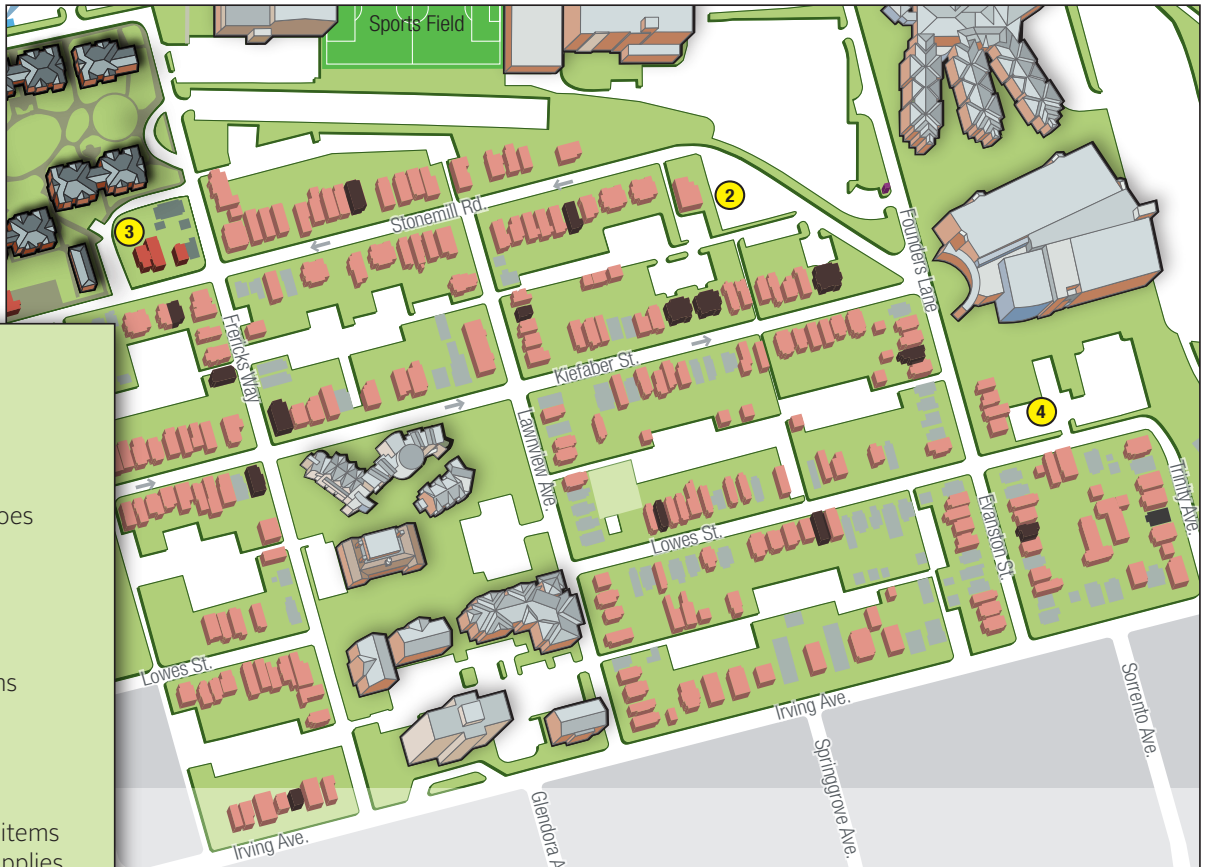 Sports Field
2
Stonemill Rd.
3
Founders Lane
Frericks Way
Kiefaber St.
4
Lawnview Ave.
Trinity Ave.
Evanston St.
Lowes St.
Lowes St.
Irving Ave.
Sorrento Ave.
Springgrove Ave.
Glendora A
Irving Ave.
oes
ns
items
pplies